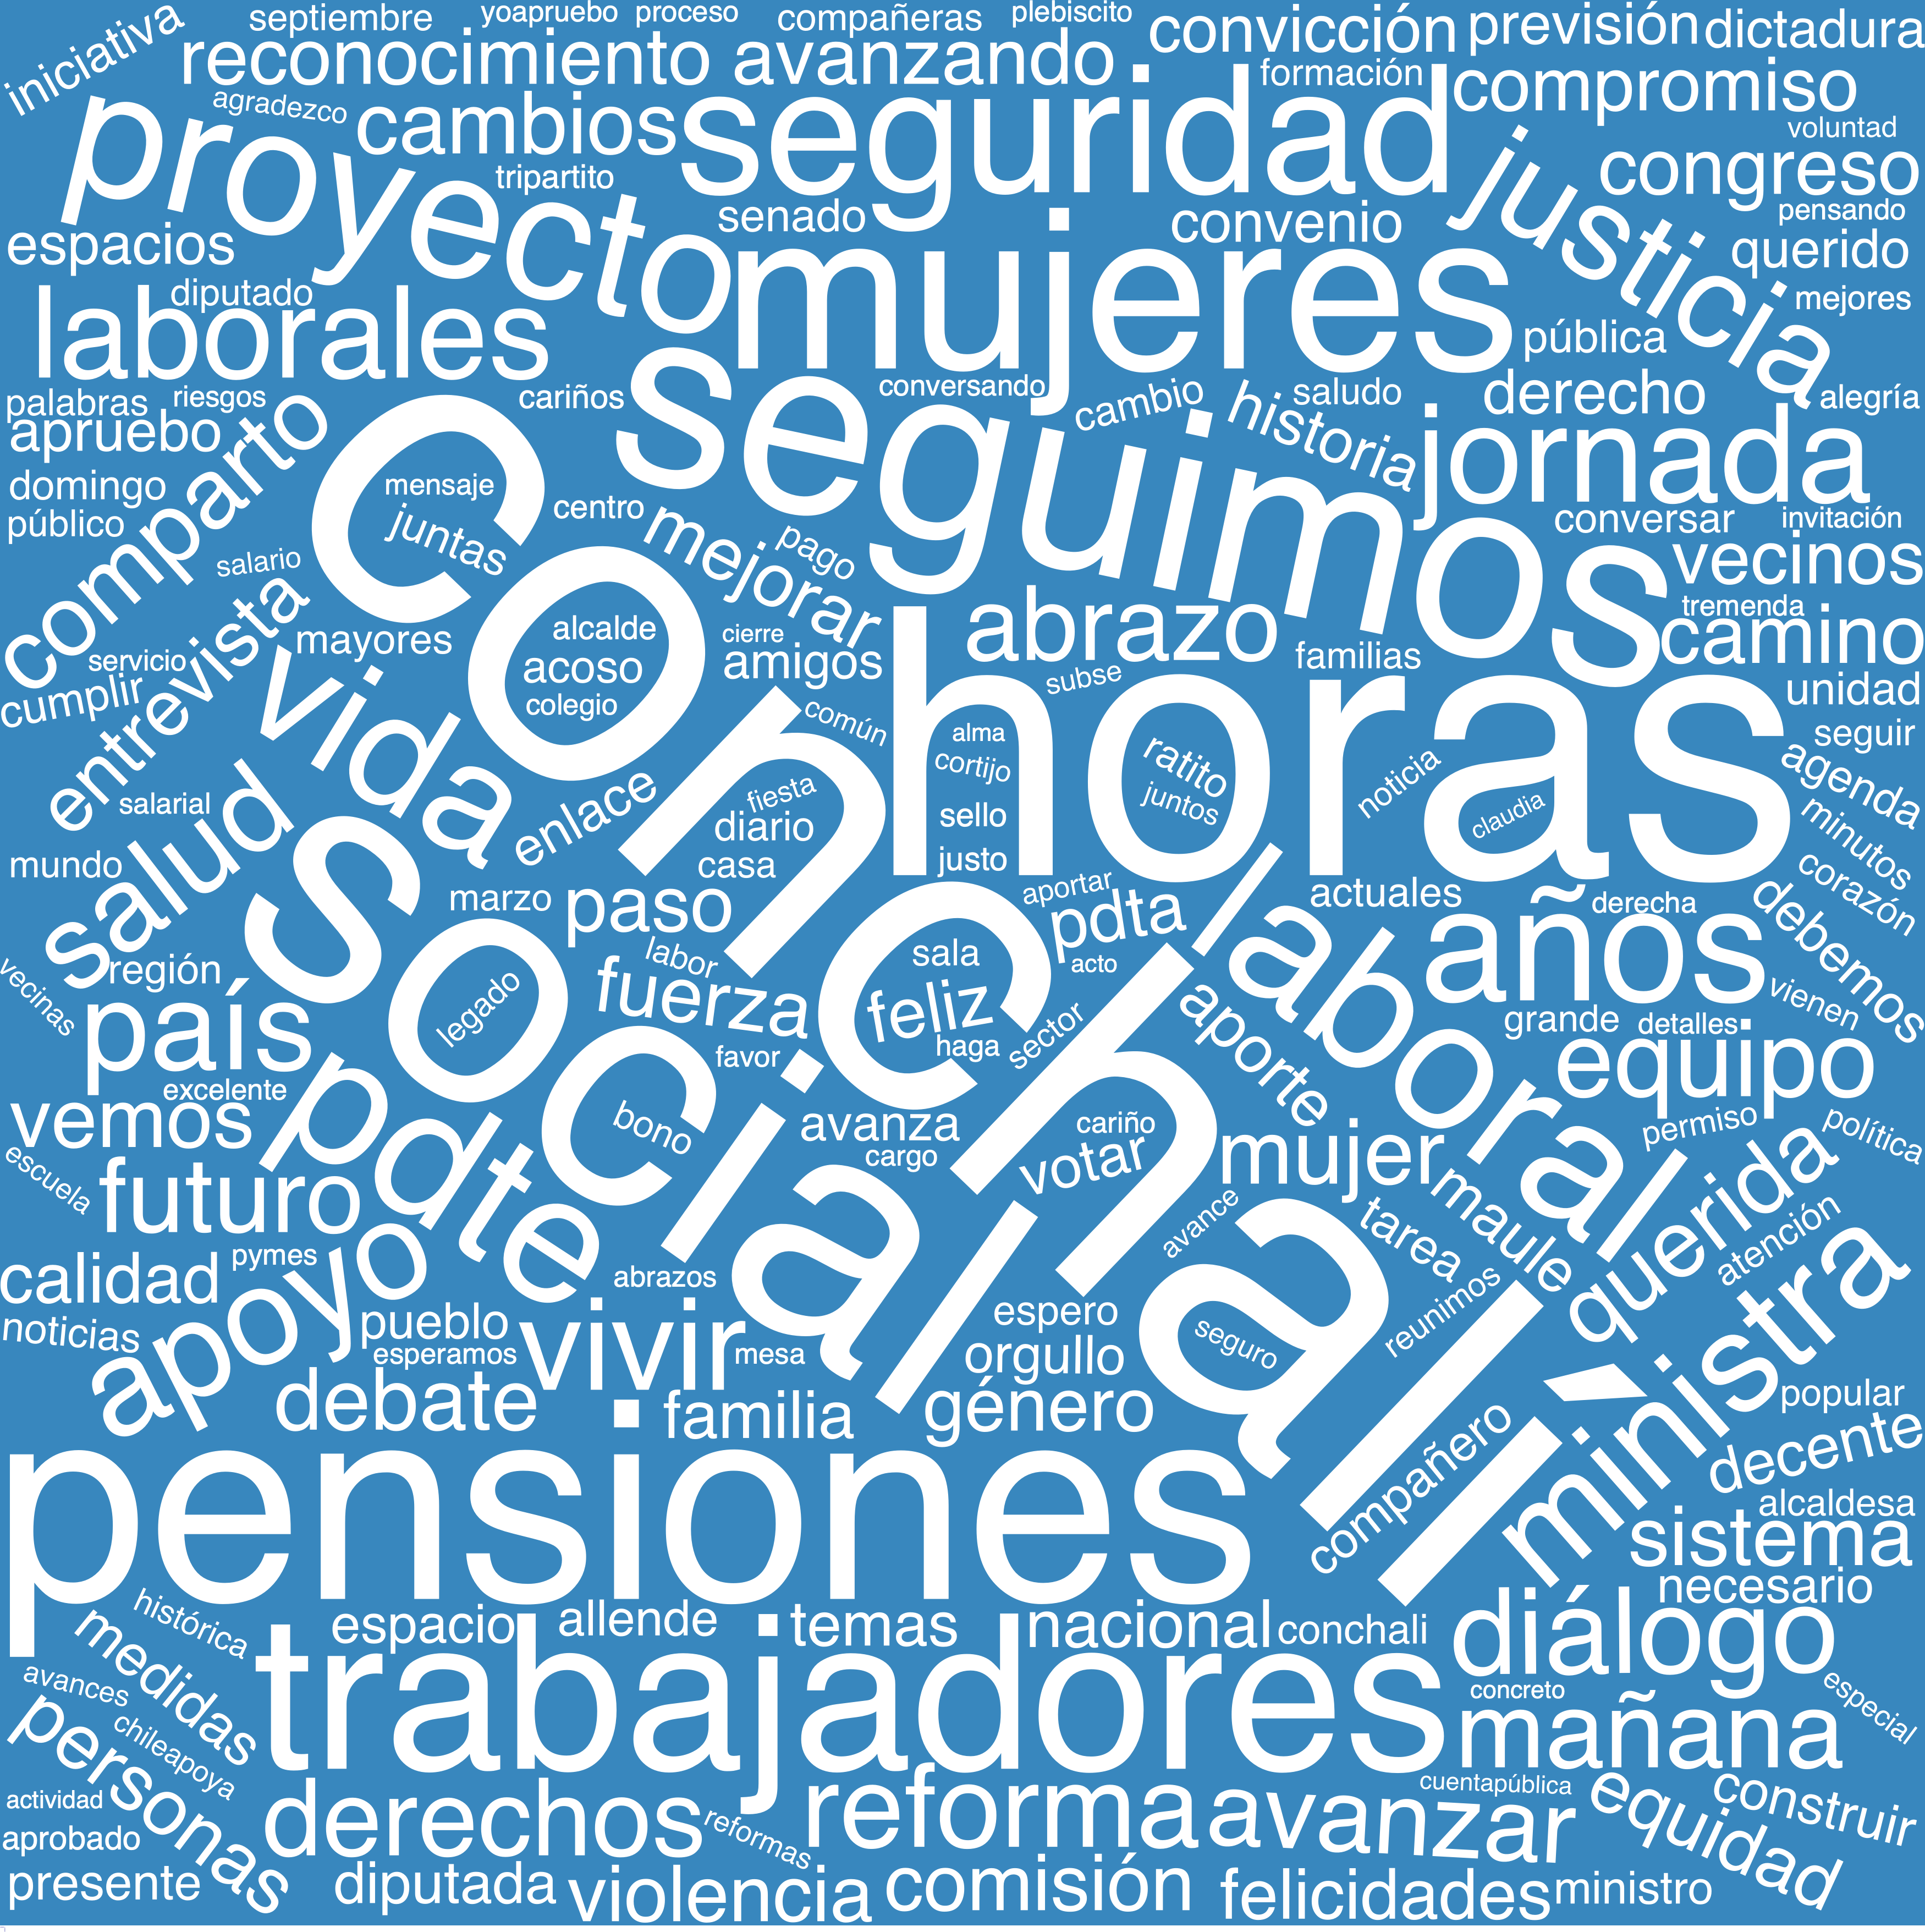 iniciativa
septiembre
yoapruebo
proceso
compañeras
plebiscito
convicción
previsión
dictadura
reconocimiento
avanzando
formación
compromiso
agradezco
cambios
seguridad
voluntad
proyecto
tripartito
justicia
congreso
senado
convenio
pensando
espacios
mujeres
querido
diputado
mejores
laborales
pública
seguimos
conversando
cambio
historia
saludo
derecho
alegría
palabras
riesgos
cariños
apruebo
comparto
jornada
domingo
mensaje
centro
público
juntas
mejorar
pago
conversar
invitación
vecinos
salario
Conchalí
alcalde
acoso
colegio
cierre
amigos
abrazo
familias
tremenda
camino
mayores
servicio
cumplir
entrevista
vida
subse
unidad
horas
común
alma
cortijo
ratito
juntos
noticia
claudia
seguir
agenda
minutos
salarial
enlace
fiesta
diario
sello
mundo
salud
casa
justo
corazón
social
marzo
paso
aportar
pdta
laboral
actuales
derecha
años
debemos
vecinas
región
labor
fuerza
sala
feliz
acto
haga
sector
legado
aporte
vienen
país
favor
grande
detalles
equipo
excelente
vemos
pdte
bono
avanza
cargo
cariño
votar
mujer
permiso
política
escuela
futuro
avance
tarea
maule
querida
atención
calidad
pymes
apoyo
abrazos
noticias
pueblo
esperamos
vivir
mesa
espero
orgullo
seguro
reunimos
ministra
debate
familia
género
popular
compañero
decente
pensiones
alcaldesa
sistema
necesario
histórica
medidas
espacio
allende
temas
nacional
conchali
diálogo
avances
trabajadores
concreto
especial
personas
chileapoya
mañana
actividad
derechos
reformas
reforma
avanzar
cuentapública
equidad
construir
aprobado
presente
diputada
violencia
comisión
felicidades
ministro